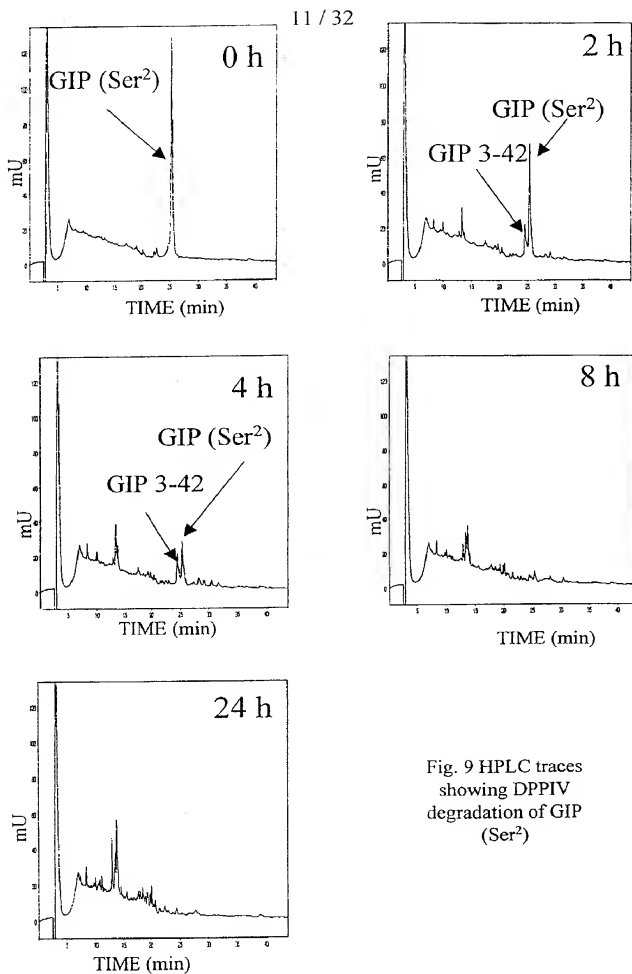 11 / 32
0 h
GIP (Ser²)
mU
TIME (min)
2 h
GIP (Ser²)
GIP 3-42
mU
TIME (min)
4 h
GIP (Ser²)
GIP 3-42
mU
TIME (min)
8 h
mU
TIME (min)
24 h
mU
TIME (min)
Fig. 9 HPLC traces
showing DPPIV
degradation of GIP
(Ser²)